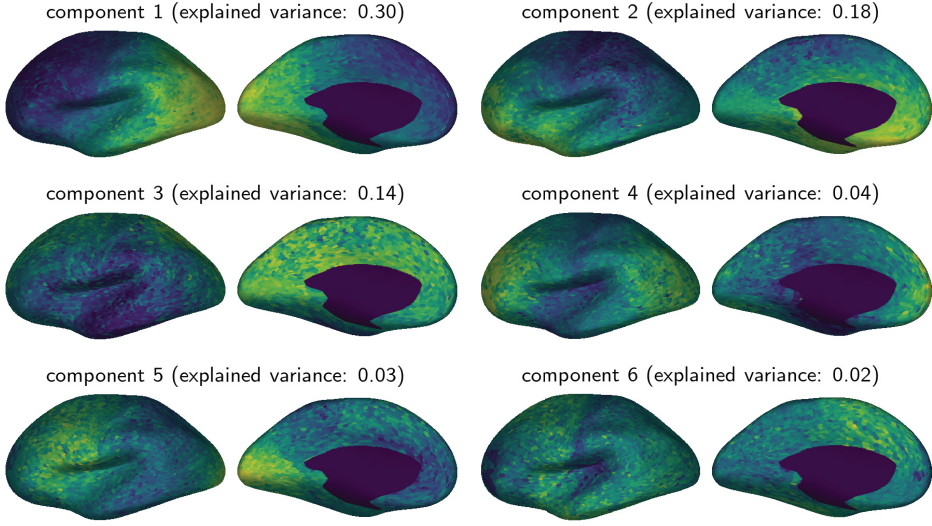 component 1 (explained variance: 0.30)
component 2 (explained variance: 0.18)
component 3 (explained variance: 0.14)
component 4 (explained variance: 0.04)
component 5 (explained variance: 0.03)
component 6 (explained variance: 0.02)